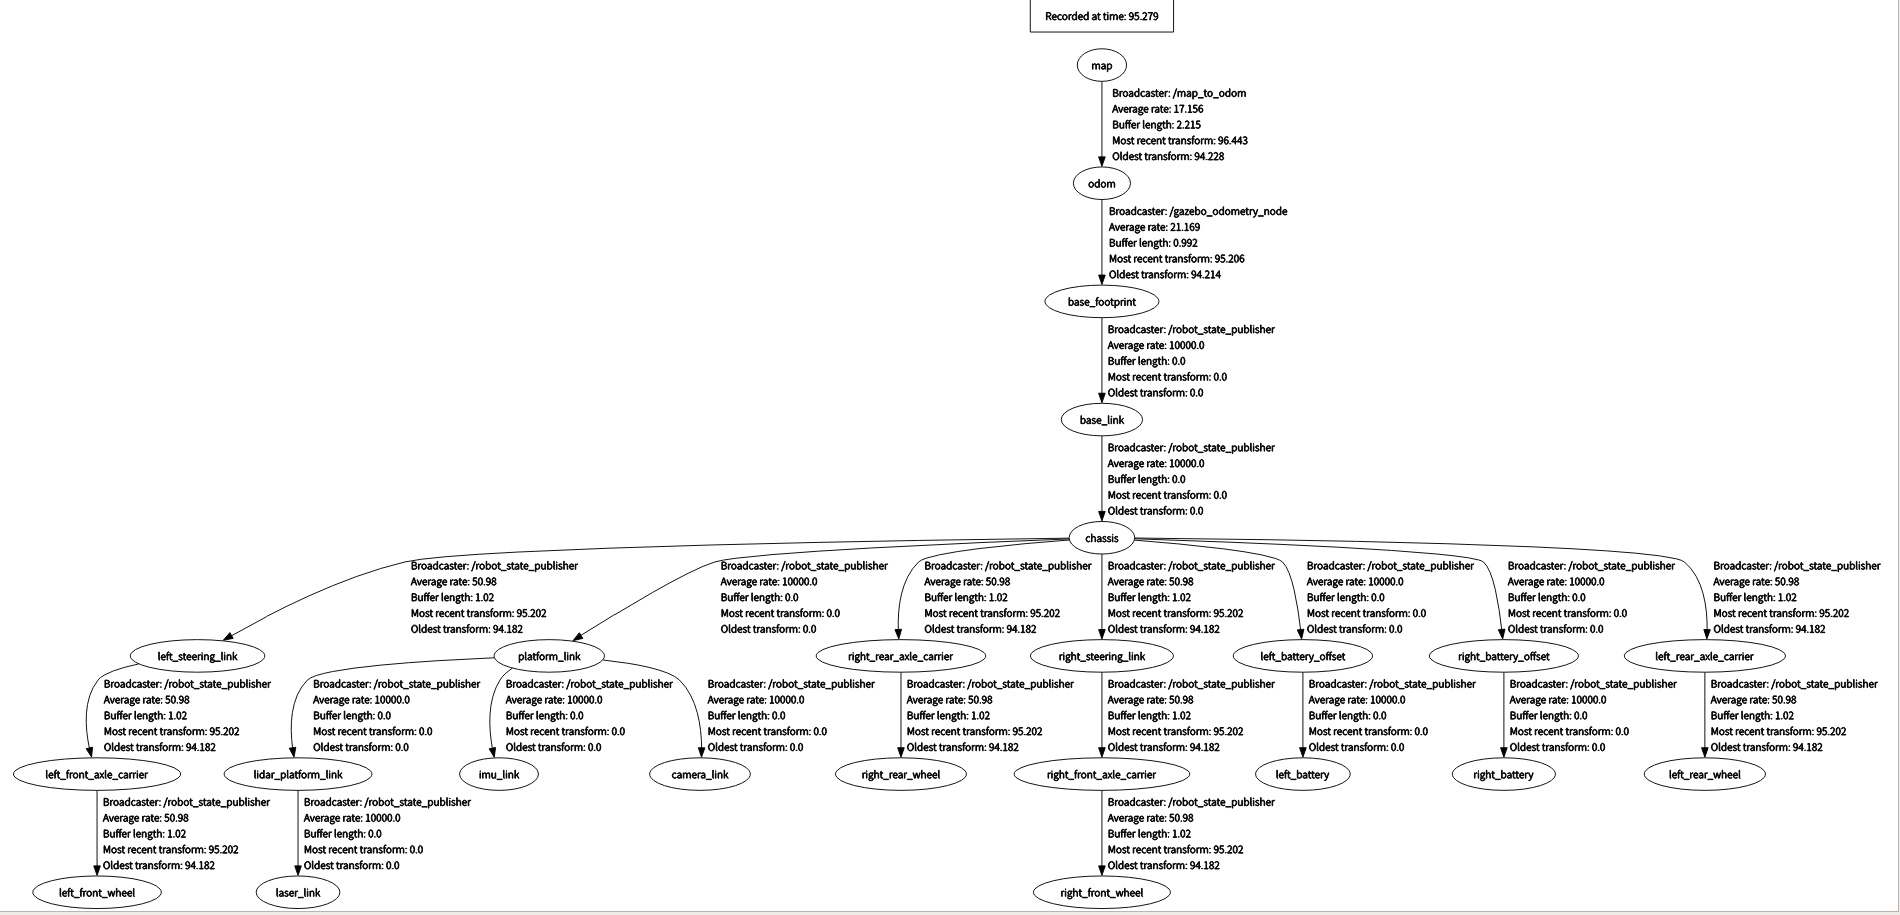 Recorded at time: 95.279
map
Broadcaster: /map_to_odom
Average rate: 17.156
Buffer length: 2.215
Most recent transform: 96.443
Oldest transform: 94.228
odom
Broadcaster: /gazebo_odometry_node
Average rate: 21.169
Buffer length: 0.992
Most recent transform: 95.206
Oldest transform: 94.214
base_footprint
Broadcaster: /robot_state_publisher
Average rate: 10000.0
Buffer length: 0.0
Most recent transform: 0.0
Oldest transform: 0.0
base_link
Broadcaster: /robot_state_publisher
Average rate: 10000.0
Buffer length: 0.0
Most recent transform: 0.0
Oldest transform: 0.0
chassis
Broadcaster: /robot_state_publisher
Average rate: 50.98
Buffer length: 1.02
Most recent transform: 95.202
Oldest transform: 94.182
Broadcaster: /robot_state_publisher
Average rate: 10000.0
Buffer length: 0.0
Most recent transform: 0.0
Oldest transform: 0.0
Broadcaster: /robot_state_publisher
Average rate: 50.98
Buffer length: 1.02
Most recent transform: 95.202
Oldest transform: 94.182
Broadcaster: /robot_state_publisher
Average rate: 50.98
Buffer length: 1.02
Most recent transform: 95.202
Oldest transform: 94.182
Broadcaster: /robot_state_publisher
Average rate: 10000.0
Buffer length: 0.0
Most recent transform: 0.0
Oldest transform: 0.0
Broadcaster: /robot_state_publisher
Average rate: 10000.0
Buffer length: 0.0
Most recent transform: 0.0
Oldest transform: 0.0
Broadcaster: /robot_state_publisher
Average rate: 50.98
Buffer length: 1.02
Most recent transform: 95.202
Oldest transform: 94.182
left_steering_link
platform_link
right_rear_axle_carrier
right_steering_link
left_battery_offset
right_battery_offset
left_rear_axle_carrier
Broadcaster: /robot_state_publisher
Average rate: 50.98
Buffer length: 1.02
Most recent transform: 95.202
Oldest transform: 94.182
Broadcaster: /robot_state_publisher
Average rate: 10000.0
Buffer length: 0.0
Most recent transform: 0.0
Oldest transform: 0.0
Broadcaster: /robot_state_publisher
Average rate: 10000.0
Buffer length: 0.0
Most recent transform: 0.0
Oldest transform: 0.0
Broadcaster: /robot_state_publisher
Average rate: 10000.0
Buffer length: 0.0
Most recent transform: 0.0
Oldest transform: 0.0
Broadcaster: /robot_state_publisher
Average rate: 50.98
Buffer length: 1.02
Most recent transform: 95.202
Oldest transform: 94.182
Broadcaster: /robot_state_publisher
Average rate: 50.98
Buffer length: 1.02
Most recent transform: 95.202
Oldest transform: 94.182
Broadcaster: /robot_state_publisher
Average rate: 10000.0
Buffer length: 0.0
Most recent transform: 0.0
Oldest transform: 0.0
Broadcaster: /robot_state_publisher
Average rate: 10000.0
Buffer length: 0.0
Most recent transform: 0.0
Oldest transform: 0.0
Broadcaster: /robot_state_publisher
Average rate: 50.98
Buffer length: 1.02
Most recent transform: 95.202
Oldest transform: 94.182
left_front_axle_carrier
lidar_platform_link
imu_link
camera_link
right_rear_wheel
right_front_axle_carrier
left_battery
right_battery
left_rear_wheel
Broadcaster: /robot_state_publisher
Average rate: 50.98
Buffer length: 1.02
Most recent transform: 95.202
Oldest transform: 94.182
Broadcaster: /robot_state_publisher
Average rate: 10000.0
Buffer length: 0.0
Most recent transform: 0.0
Oldest transform: 0.0
Broadcaster: /robot_state_publisher
Average rate: 50.98
Buffer length: 1.02
Most recent transform: 95.202
Oldest transform: 94.182
left_front_wheel
laser_link
right_front_wheel